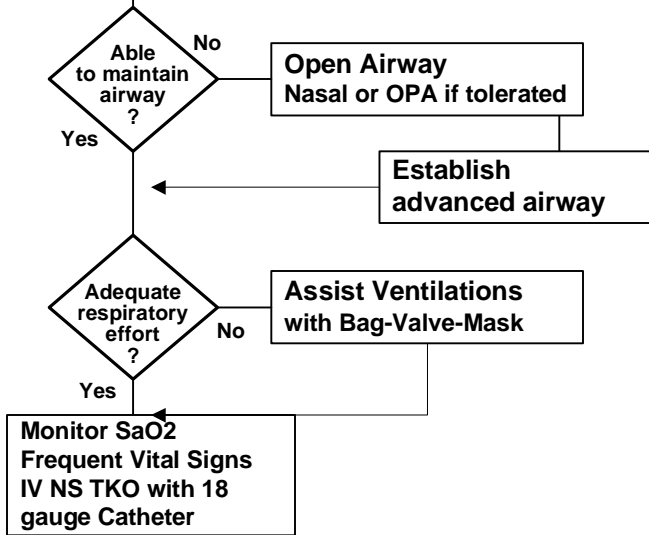 Able
to maintain
airway
?
No
Yes
Open Airway
Nasal or OPA if tolerated
Establish
advanced airway
Adequate
respiratory
effort
?
No
Yes
Assist Ventilations
with Bag-Valve-Mask
Monitor SaO2
Frequent Vital Signs
IV NS TKO with 18
gauge Catheter